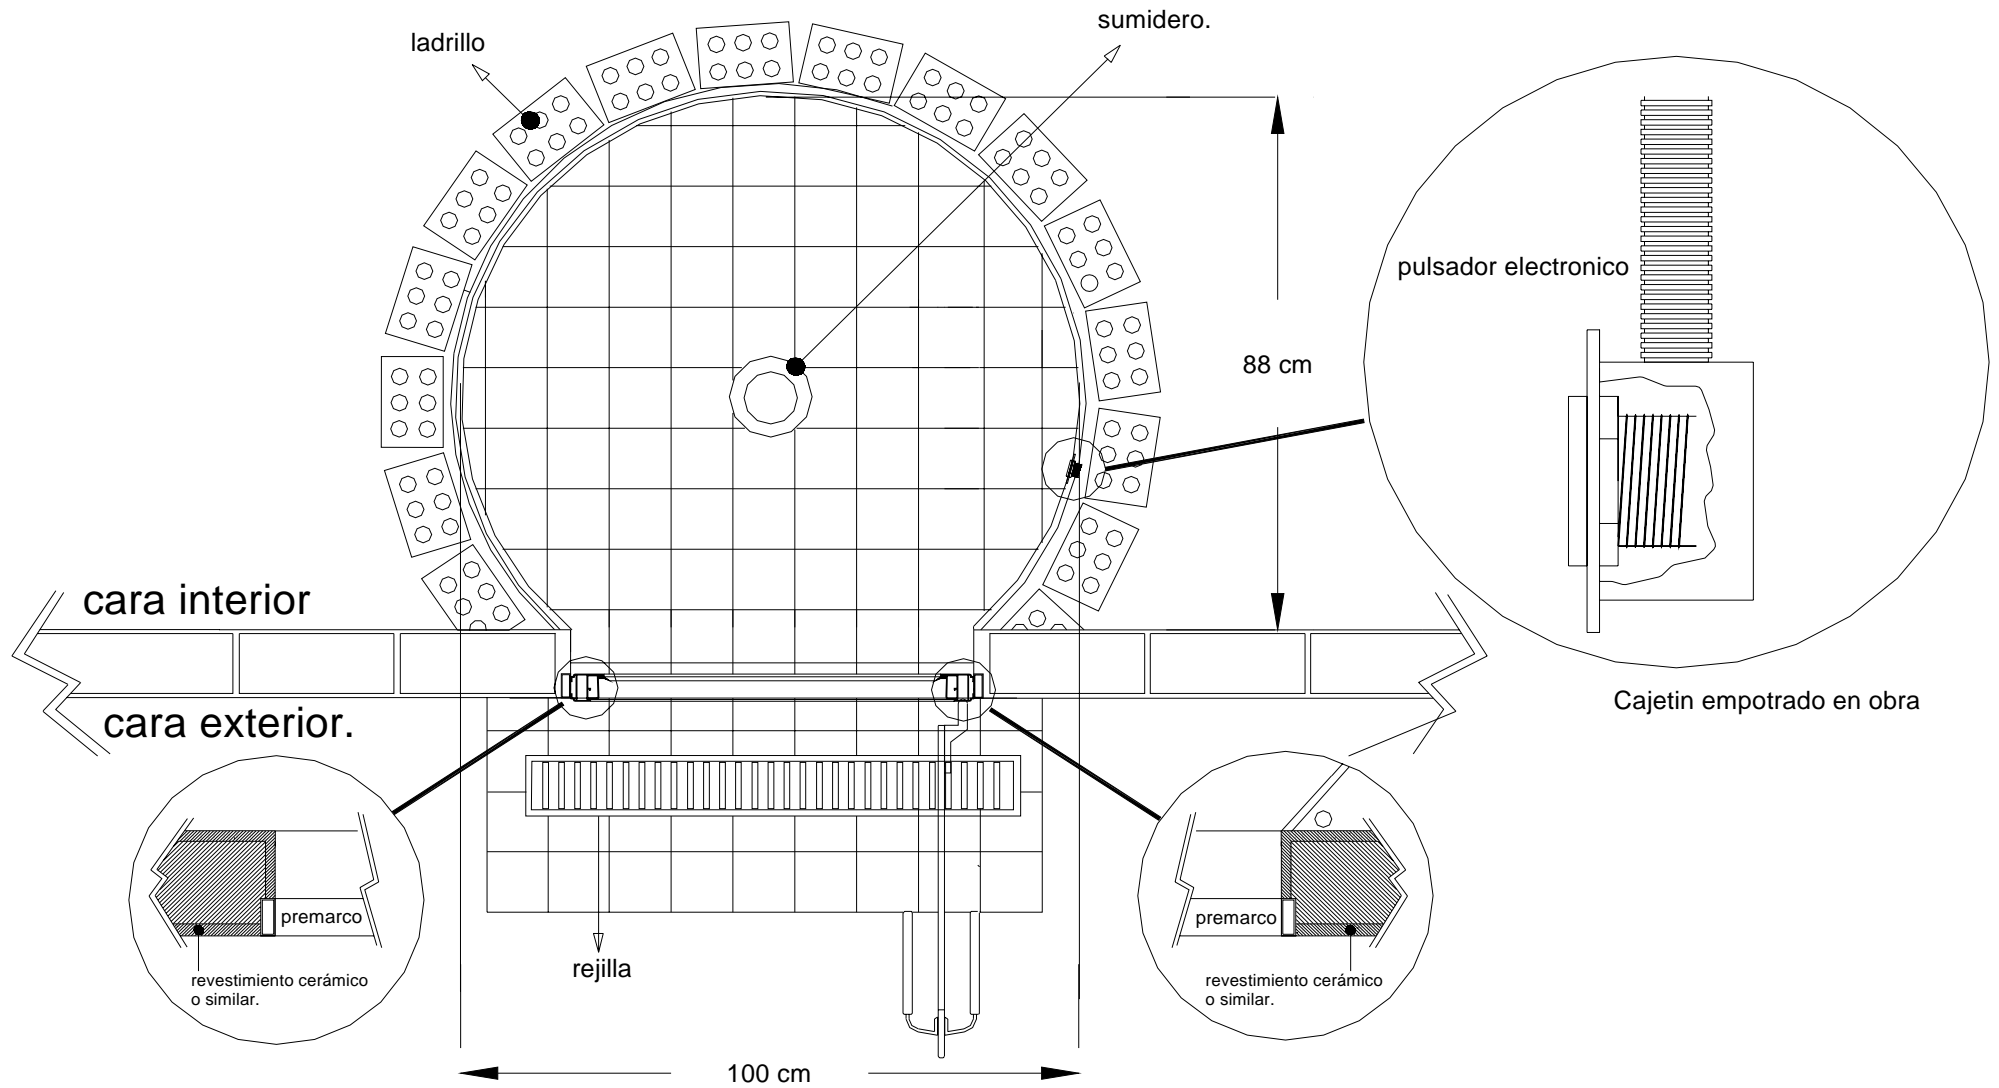 sumidero.
ladrillo
pulsador electronico
88 cm
cara interior
Cajetin empotrado en obra
cara exterior.
premarco
premarco
rejilla
revestimiento cerámico
o similar.
revestimiento cerámico
o similar.
100 cm